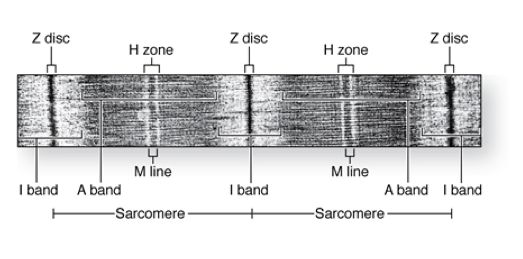 Z disc H zone Z disc H zone Z disc
M line M line
I band A band I band A band I band
Sarcomere Sarcomere